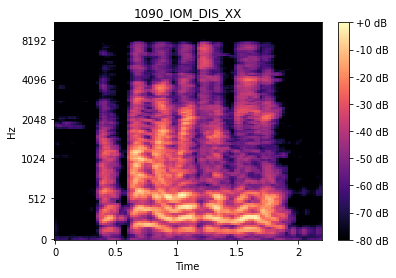 1090_IOM_DIS_XX
Hz
8192
4096
2048
1024
512
0
0
0.5
1
1.5
2
Time
+0 dB
-10 dB
-20 dB
-30 dB
-40 dB
-50 dB
-60 dB
-70 dB
-80 dB